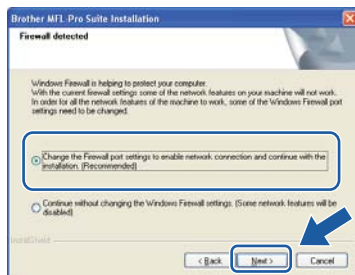 Brother MFL-Pro Suite Installation
Firewall detected
Windows Firewall is helping to protect your computer.
With the current firewall settings some of the network features on your machine will not work.
In order for all the network features of the machine to work, some of the Windows Firewall port
settings need to be changed.
Change the Firewall port settings to enable network connection and continue with the
installation. (Recommended)
Continue without changing the Windows Firewall settings. (Some network features will be
disabled)
InstallShield
< Back Next > Cancel